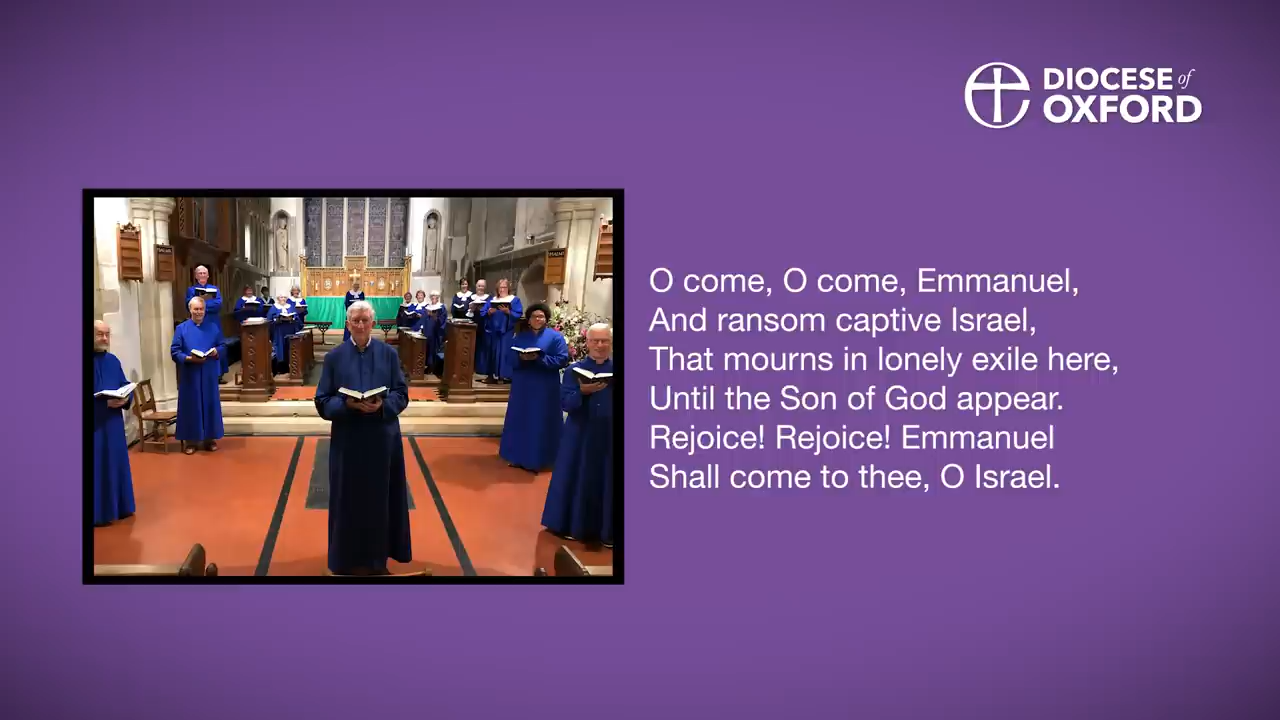 DIOCESE of
OXFORD
O come, O come, Emmanuel,
And ransom captive Israel,
That mourns in lonely exile here,
Until the Son of God appear.
Rejoice! Rejoice! Emmanuel
Shall come to thee, O Israel.